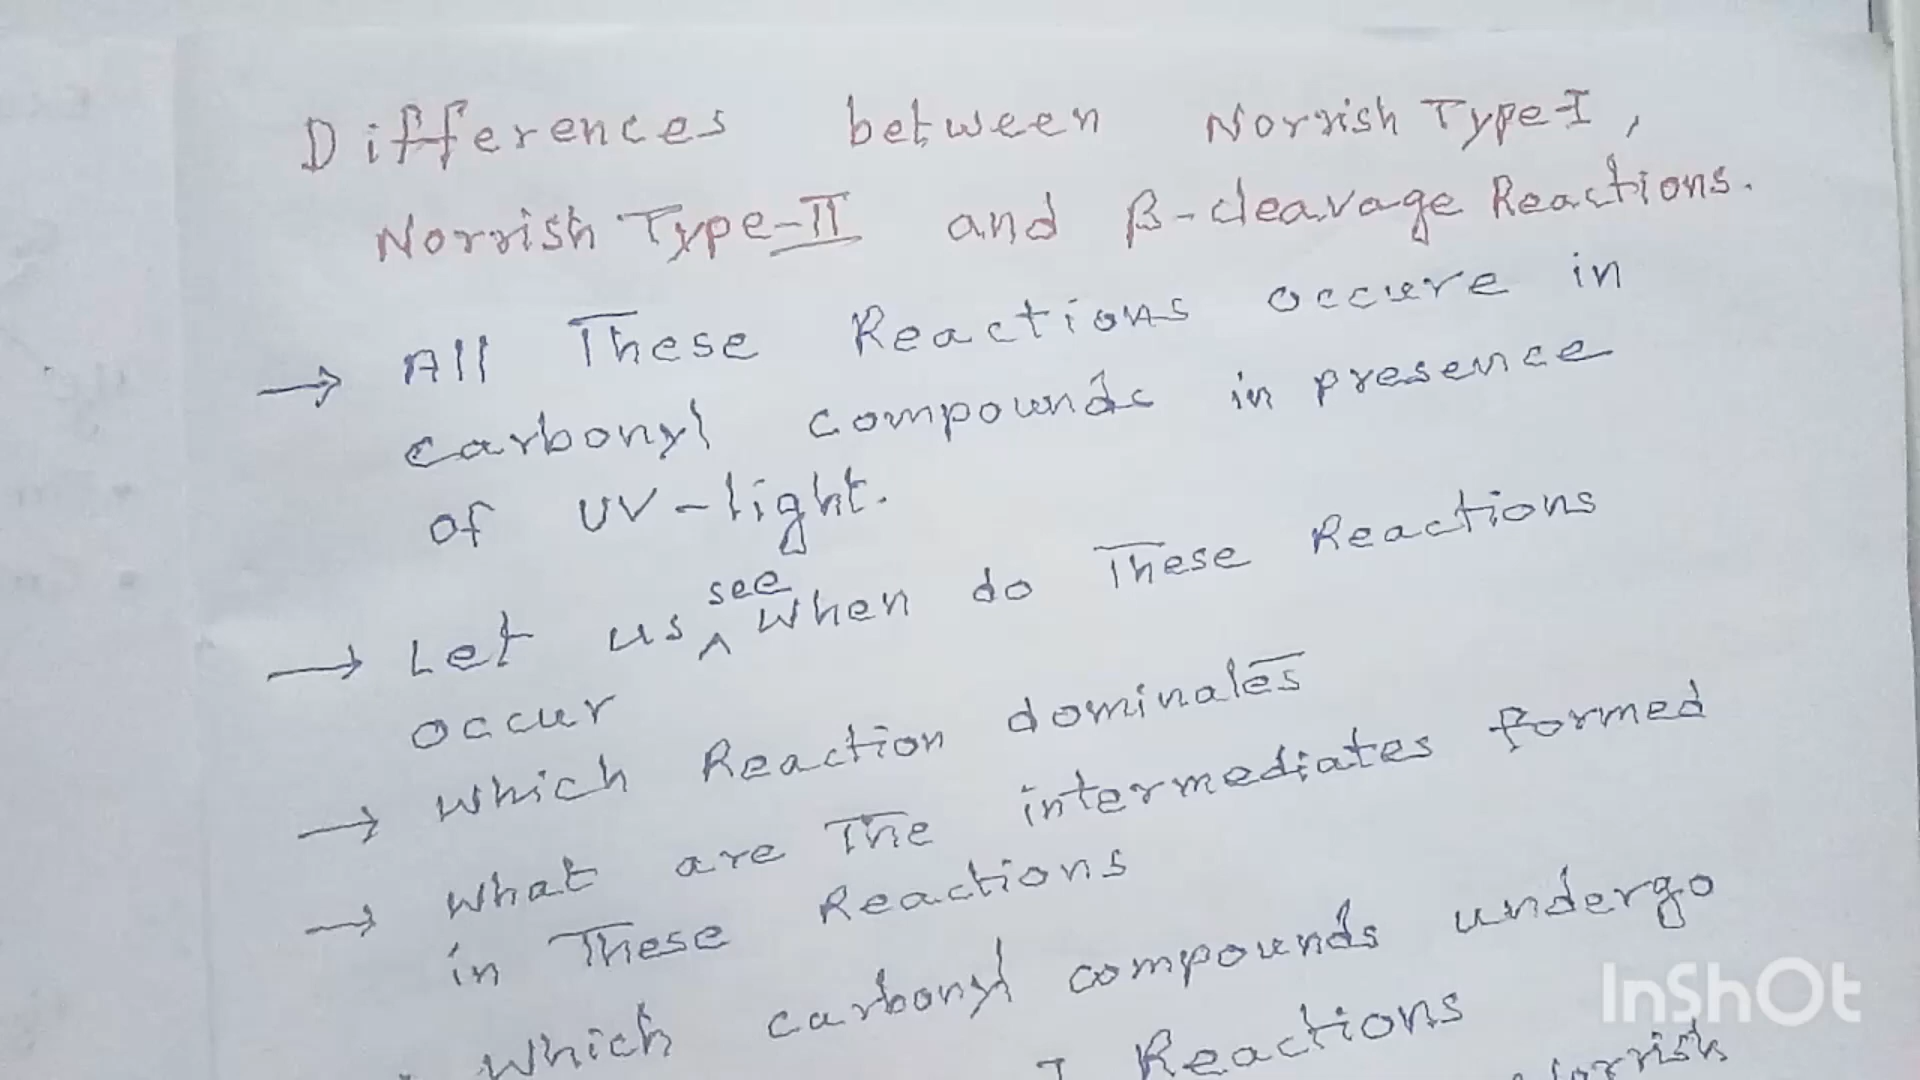 Differences between Norrish Type-I,
Norrish Type-II and β-cleavage Reactions.
→ All These Reactions occure in
carbonyl compounds in presence
of UV-light.
→ Let us see When do These Reactions
occur
→ Which Reaction dominates
→ What are The intermediates formed
in These Reactions
Which carbonyl compounds undergo
I Reactions
Norrish
InShOt